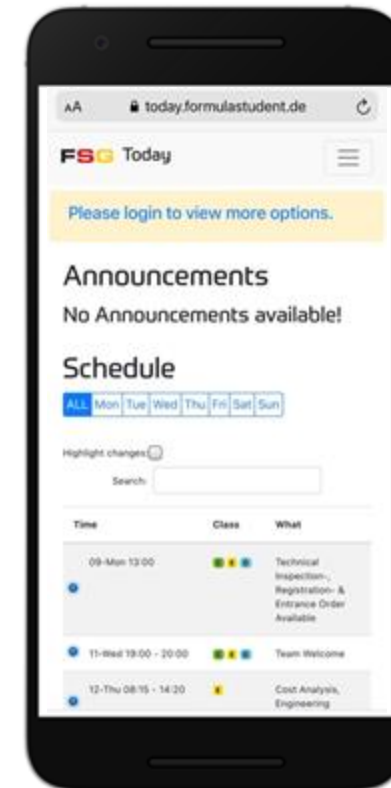 AA today.formulastudent.de
FSG Today
Please login to view more options.
Announcements
No Announcements available!
Schedule
ALL Mon Tue Wed Thu Fri Sat Sun
Highlight changes:
Search:
Time Class What
09-Mon 13:00 Technical
Inspection-,
Registration- &
Entrance Order
Available
11-Wed 19:00 - 20:00 Team Welcome
12-Thu 08:15 - 14:20 Cost Analysis,
Engineering